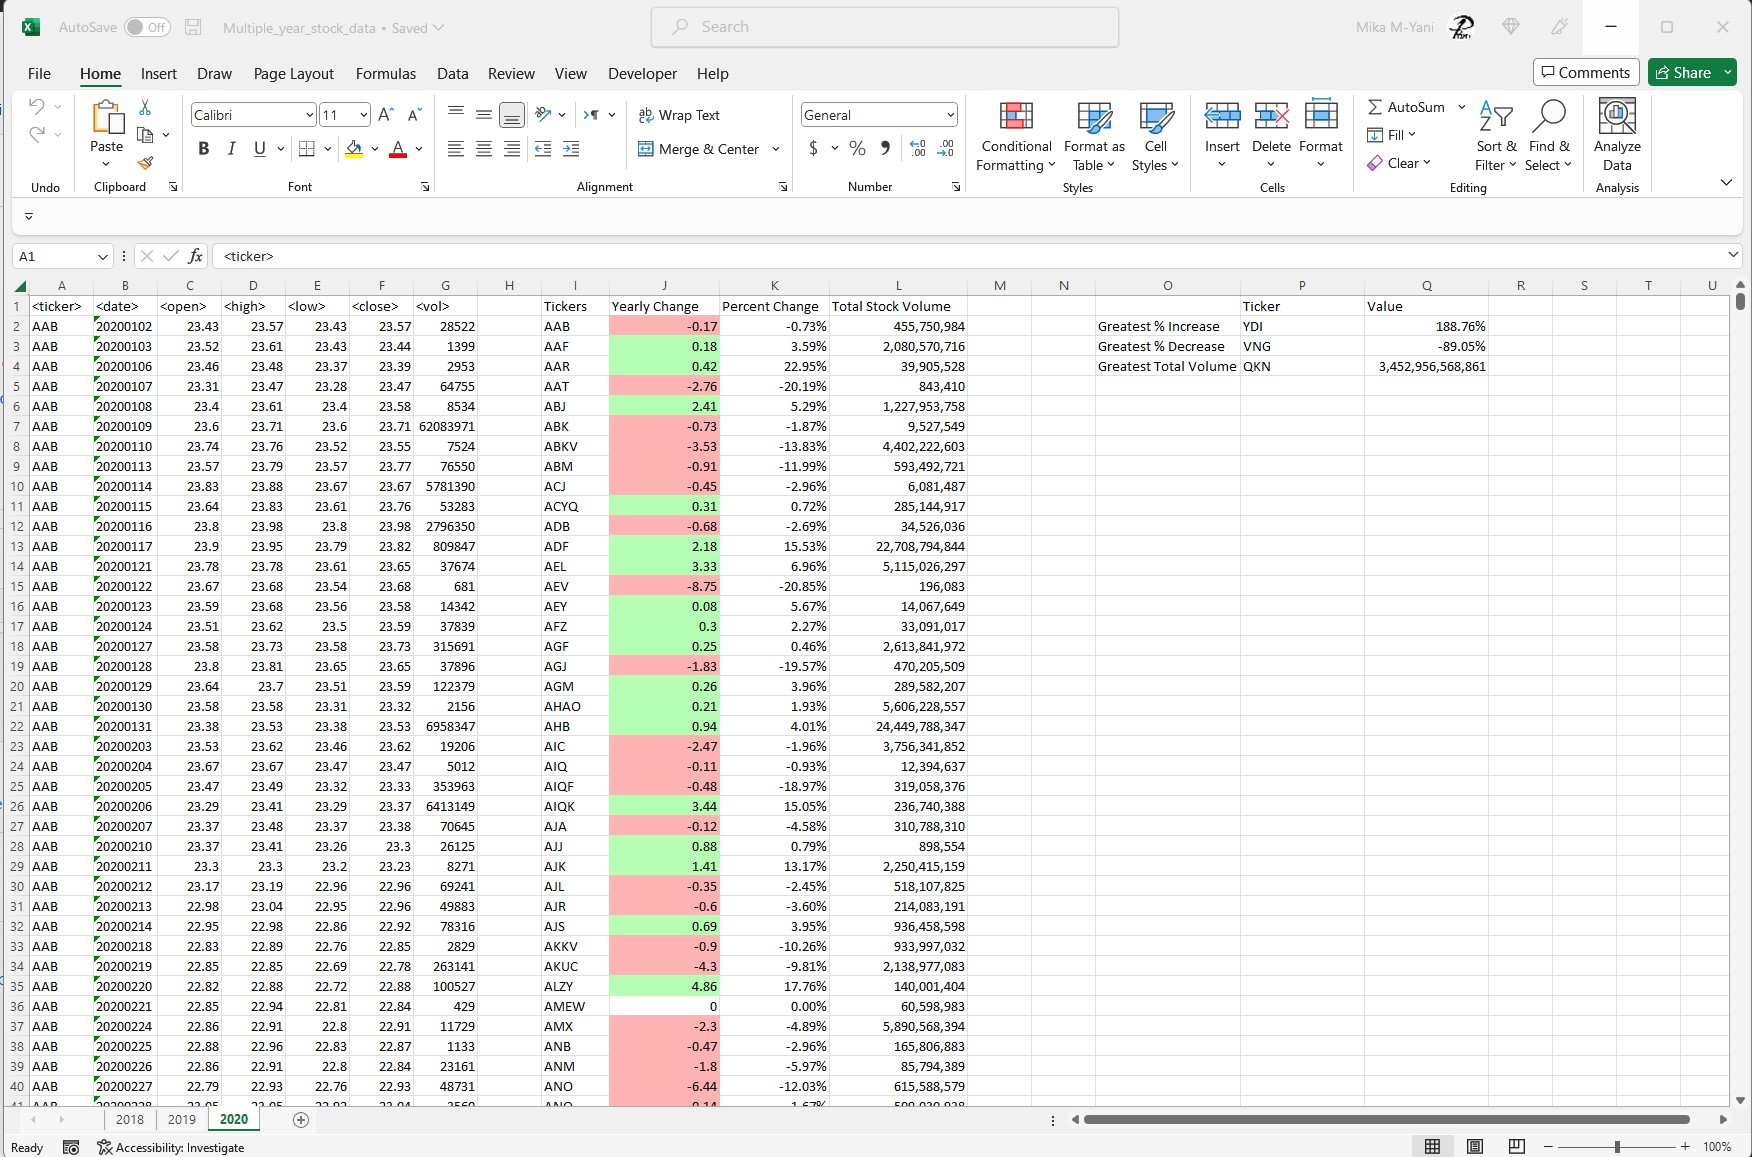 AutoSave Off Multiple_year_stock_data • Saved Search Mika M-Yani
File Home Insert Draw Page Layout Formulas Data Review View Developer Help Comments Share
Calibri 11 Wrap Text General AutoSum
Paste B I U Merge & Center $ % Conditional Formatting Format as Table Cell Styles Insert Delete Format Fill Clear Sort & Filter Find & Select Analyze Data
Undo Clipboard Font Alignment Number Styles Cells Editing Analysis
A1 fx <ticker>
A B C D E F G H I J K L M N O P Q R S T U
1 <ticker> <date> <open> <high> <low> <close> <vol> Tickers Yearly Change Percent Change Total Stock Volume Ticker Value
2 AAB 20200102 23.43 23.57 23.43 23.57 28522 AAB -0.17 -0.73% 455,750,984 Greatest % Increase YDI 188.76%
3 AAB 20200103 23.52 23.61 23.43 23.44 1399 AAF 0.18 3.59% 2,080,570,716 Greatest % Decrease VNG -89.05%
4 AAB 20200106 23.46 23.48 23.37 23.39 2953 AAR 0.42 22.95% 39,905,528 Greatest Total Volume QKN 3,452,956,568,861
5 AAB 20200107 23.31 23.47 23.28 23.47 64755 AAT -2.76 -20.19% 843,410
6 AAB 20200108 23.4 23.61 23.4 23.58 8534 ABJ 2.41 5.29% 1,227,953,758
7 AAB 20200109 23.6 23.71 23.6 23.71 62083971 ABK -0.73 -1.87% 9,527,549
8 AAB 20200110 23.74 23.76 23.52 23.55 7524 ABKV -3.53 -13.83% 4,402,222,603
9 AAB 20200113 23.57 23.79 23.57 23.77 76550 ABM -0.91 -11.99% 593,492,721
10 AAB 20200114 23.83 23.88 23.67 23.67 5781390 ACJ -0.45 -2.96% 6,081,487
11 AAB 20200115 23.64 23.83 23.61 23.76 53283 ACYQ 0.31 0.72% 285,144,917
12 AAB 20200116 23.8 23.98 23.8 23.98 2796350 ADB -0.68 -2.69% 34,526,036
13 AAB 20200117 23.9 23.95 23.79 23.82 809847 ADF 2.18 15.53% 22,708,794,844
14 AAB 20200121 23.78 23.78 23.61 23.65 37674 AEL 3.33 6.96% 5,115,026,297
15 AAB 20200122 23.67 23.68 23.54 23.68 681 AEV -8.75 -20.85% 196,083
16 AAB 20200123 23.59 23.68 23.56 23.58 14342 AEY 0.08 5.67% 14,067,649
17 AAB 20200124 23.51 23.62 23.5 23.59 37839 AFZ 0.3 2.27% 33,091,017
18 AAB 20200127 23.58 23.73 23.58 23.73 315691 AGF 0.25 0.46% 2,613,841,972
19 AAB 20200128 23.8 23.81 23.65 23.65 37896 AGJ -1.83 -19.57% 470,205,509
20 AAB 20200129 23.64 23.7 23.51 23.59 122379 AGM 0.26 3.96% 289,582,207
21 AAB 20200130 23.58 23.58 23.31 23.32 2156 AHAO 0.21 1.93% 5,606,228,557
22 AAB 20200131 23.38 23.53 23.38 23.53 6958347 AHB 0.94 4.01% 24,449,788,347
23 AAB 20200203 23.53 23.62 23.46 23.62 19206 AIC -2.47 -1.96% 3,756,341,852
24 AAB 20200204 23.67 23.67 23.47 23.47 5012 AIQ -0.11 -0.93% 12,394,637
25 AAB 20200205 23.47 23.49 23.32 23.33 353963 AIQF -0.48 -18.97% 319,058,376
26 AAB 20200206 23.29 23.41 23.29 23.37 6413149 AIQK 3.44 15.05% 236,740,388
27 AAB 20200207 23.37 23.48 23.37 23.38 70645 AJA -0.12 -4.58% 310,788,310
28 AAB 20200210 23.37 23.41 23.26 23.3 26125 AJJ 0.88 0.79% 898,554
29 AAB 20200211 23.3 23.3 23.2 23.23 8271 AJK 1.41 13.17% 2,250,415,159
30 AAB 20200212 23.17 23.19 22.96 22.96 69241 AJL -0.35 -2.45% 518,107,825
31 AAB 20200213 22.98 23.04 22.95 22.96 49883 AJR -0.6 -3.60% 214,083,191
32 AAB 20200214 22.95 22.98 22.86 22.92 78316 AJS 0.69 3.95% 936,458,598
33 AAB 20200218 22.83 22.89 22.76 22.85 2829 AKKV -0.9 -10.26% 933,997,032
34 AAB 20200219 22.85 22.85 22.69 22.78 263141 AKUC -4.3 -9.81% 2,138,977,083
35 AAB 20200220 22.82 22.88 22.72 22.88 100527 ALZY 4.86 17.76% 140,001,404
36 AAB 20200221 22.85 22.94 22.81 22.84 429 AMEW 0 0.00% 60,598,983
37 AAB 20200224 22.86 22.91 22.8 22.91 11729 AMX -2.3 -4.89% 5,890,568,394
38 AAB 20200225 22.88 22.96 22.83 22.87 1133 ANB -0.47 -2.96% 165,806,883
39 AAB 20200226 22.86 22.91 22.8 22.84 23161 ANM -1.8 -5.97% 85,794,389
40 AAB 20200227 22.79 22.93 22.76 22.93 48731 ANO -6.44 -12.03% 615,588,579
2018 2019 2020
Ready Accessibility: Investigate 100%